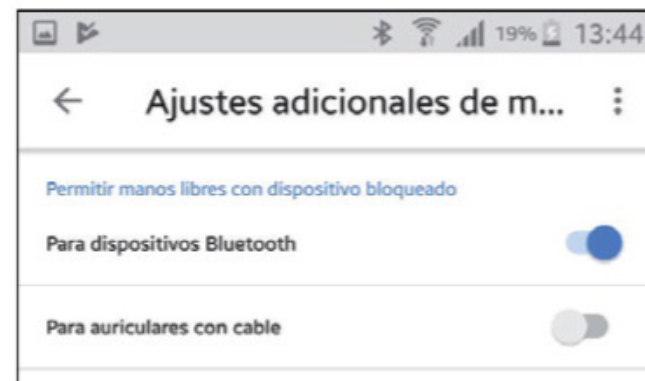 19% 13:44
Ajustes adicionales de m...
Permitir manos libres con dispositivo bloqueado
Para dispositivos Bluetooth
Para auriculares con cable